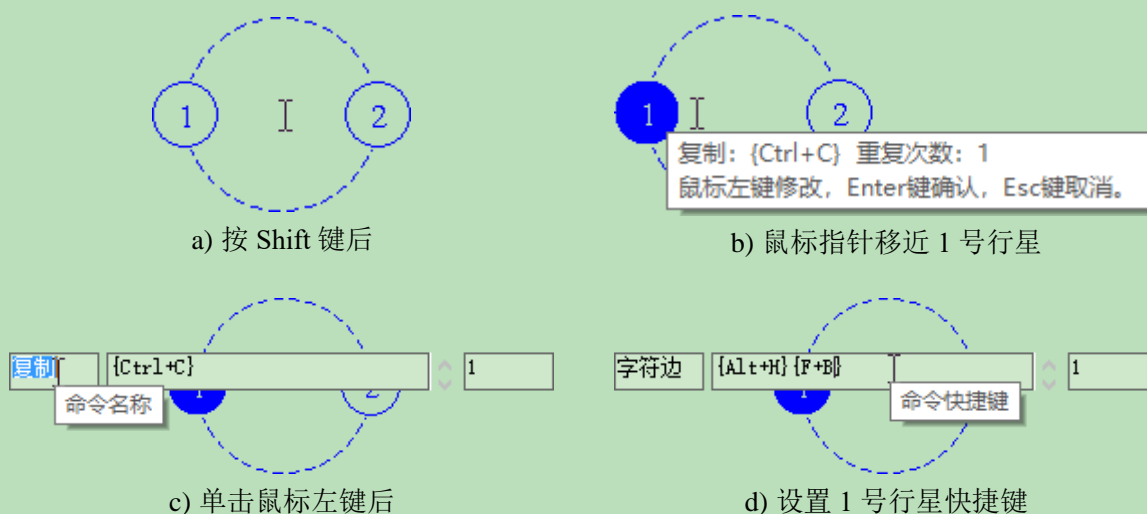 1
2
1
2
复制: {Ctrl+C} 重复次数: 1
鼠标左键修改，Enter键确认，Esc键取消。
a) 按 Shift 键后
b) 鼠标指针移近 1 号行星
复制
{Ctrl+C}
1
命令名称
字符边
{Alt+H}{F+B}
1
命令快捷键
c) 单击鼠标左键后
d) 设置 1 号行星快捷键